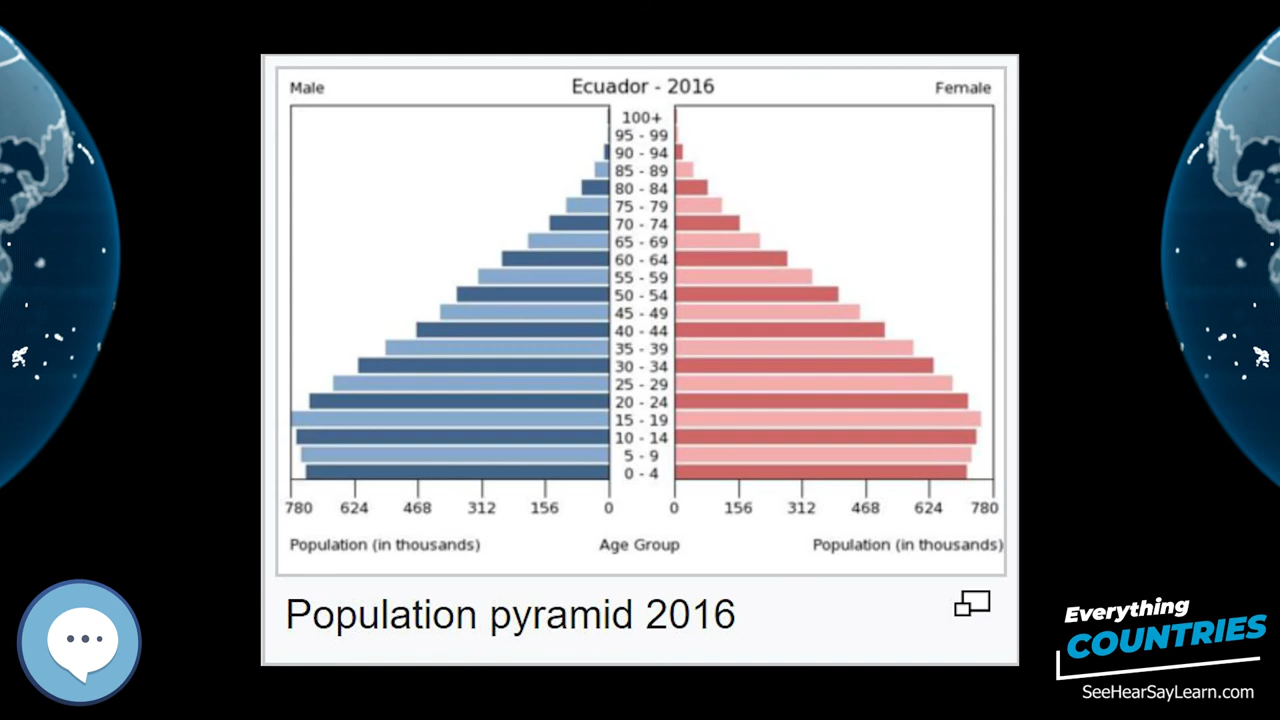 Male Ecuador - 2016 Female
100+
95 - 99
90 - 94
85 - 89
80 - 84
75 - 79
70 - 74
65 - 69
60 - 64
55 - 59
50 - 54
45 - 49
40 - 44
35 - 39
30 - 34
25 - 29
20 - 24
15 - 19
10 - 14
5 - 9
0 - 4
780 624 468 312 156 0 0 156 312 468 624 780
Population (in thousands) Age Group Population (in thousands)
Population pyramid 2016
Everything
COUNTRIES
SeeHearSayLearn.com